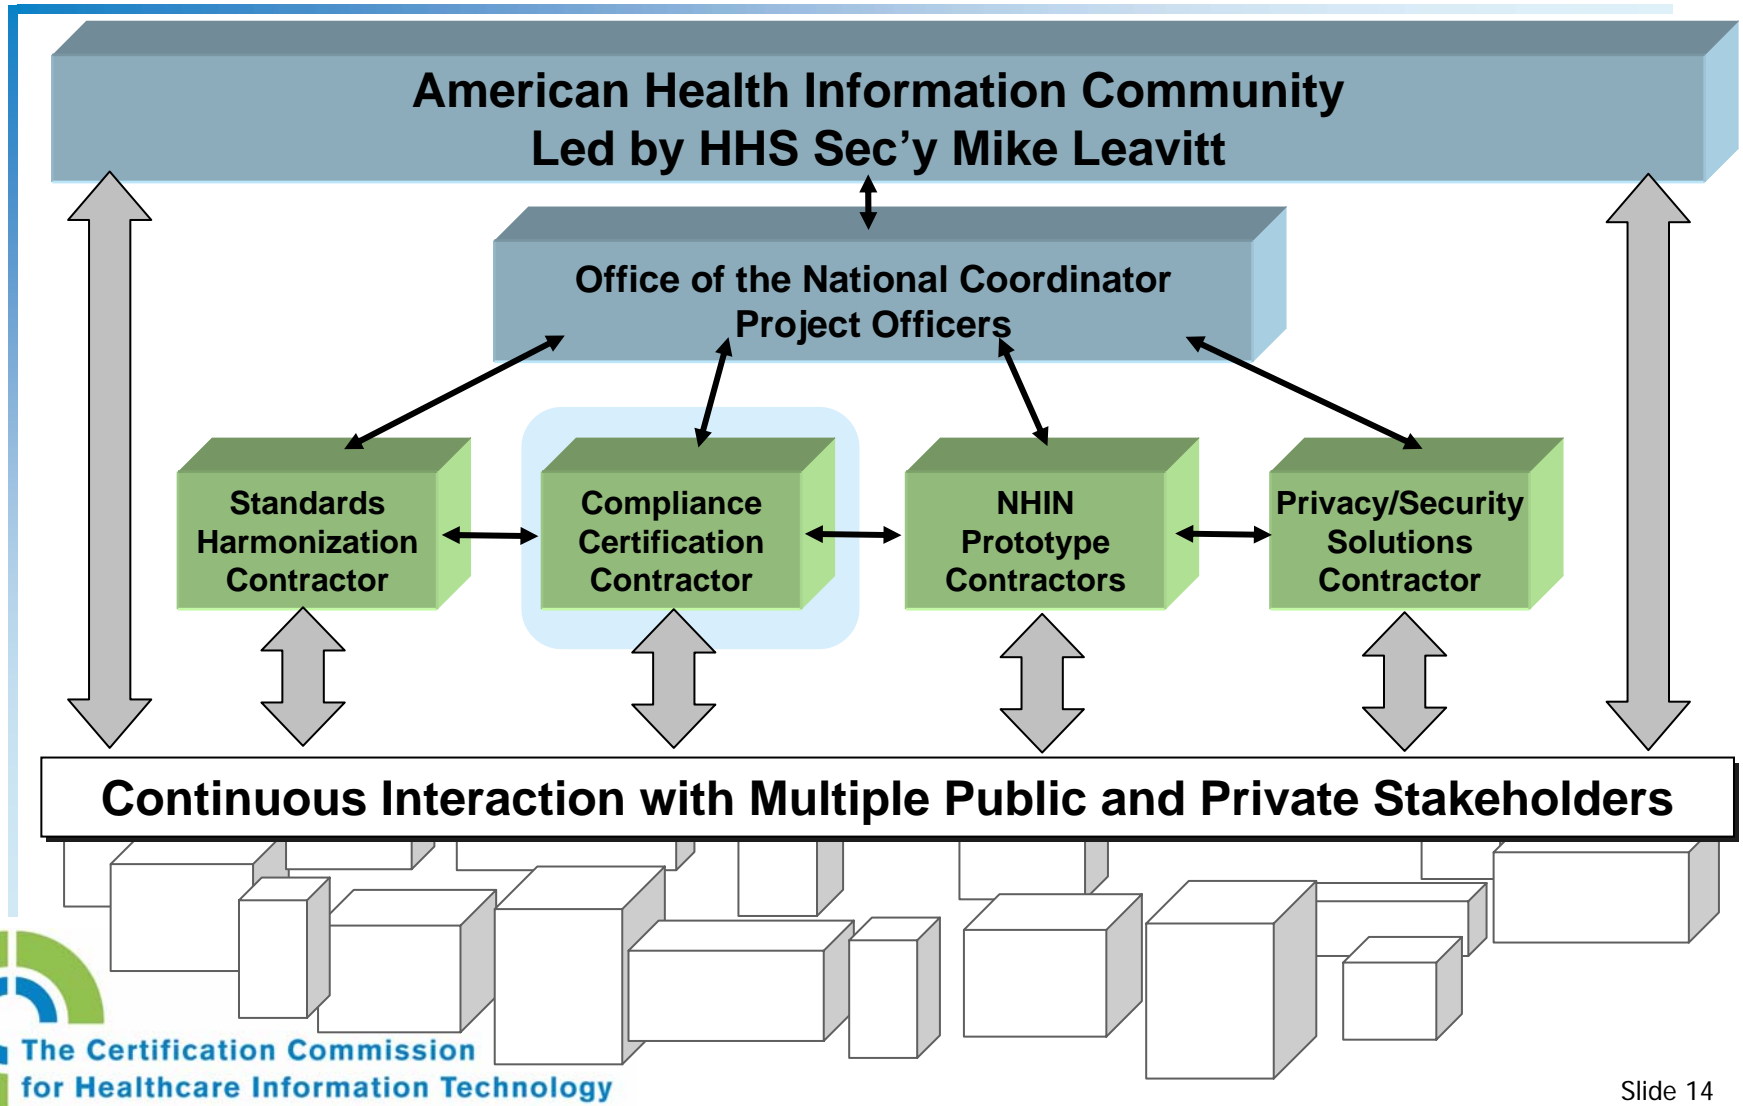 American Health Information Community
Led by HHS Sec’y Mike Leavitt
Office of the National Coordinator
Project Officers
Standards
Harmonization
Contractor
Compliance
Certification
Contractor
NHIN
Prototype
Contractors
Privacy/Security
Solutions
Contractor
Continuous Interaction with Multiple Public and Private Stakeholders
The Certification Commission
for Healthcare Information Technology
Slide 14